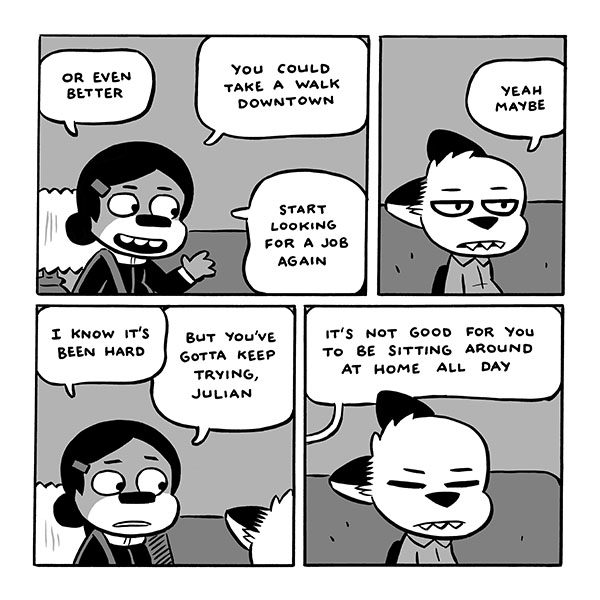 OR EVEN
BETTER
YOU COULD
TAKE A WALK
DOWNTOWN
START
LOOKING
FOR A JOB
AGAIN
YEAH
MAYBE
I KNOW IT'S
BEEN HARD
BUT YOU'VE
GOTTA KEEP
TRYING,
JULIAN
IT'S NOT GOOD FOR YOU
TO BE SITTING AROUND
AT HOME ALL DAY